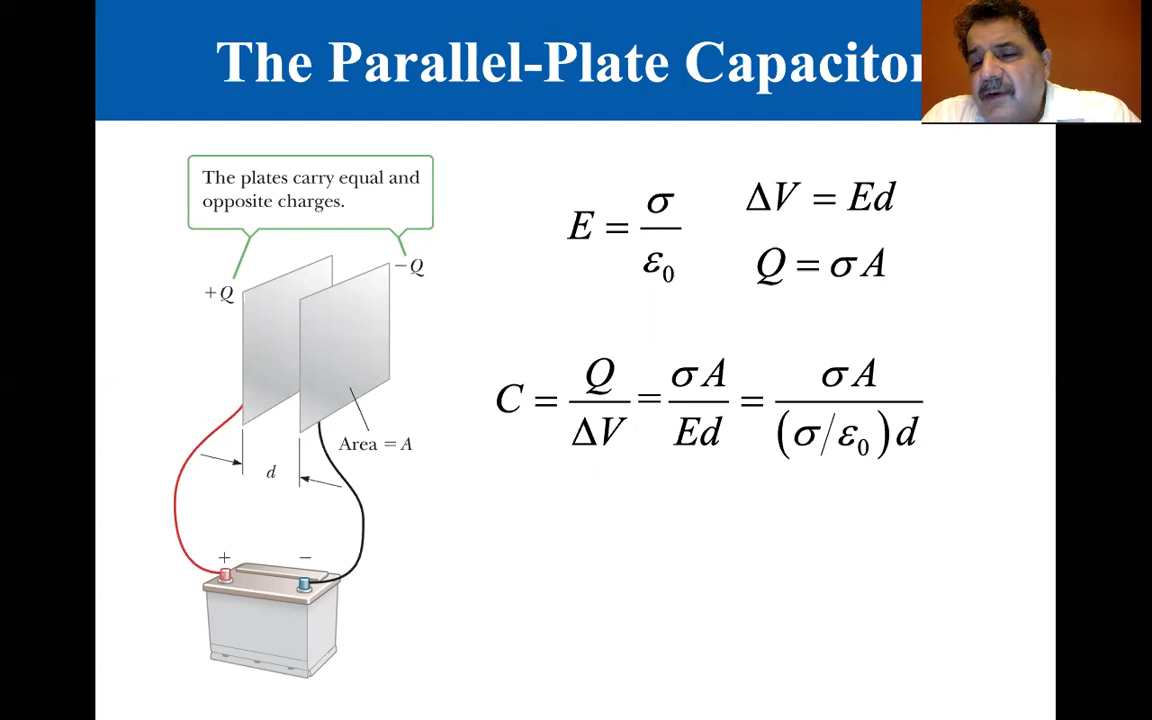 The Parallel-Plate Capacitor
The plates carry equal and
opposite charges.
+Q
−Q
Area = A
d
+ −
E = σ/ε₀
ΔV = Ed
Q = σA
C = Q/ΔV = σA/Ed = σA/(σ/ε₀)d